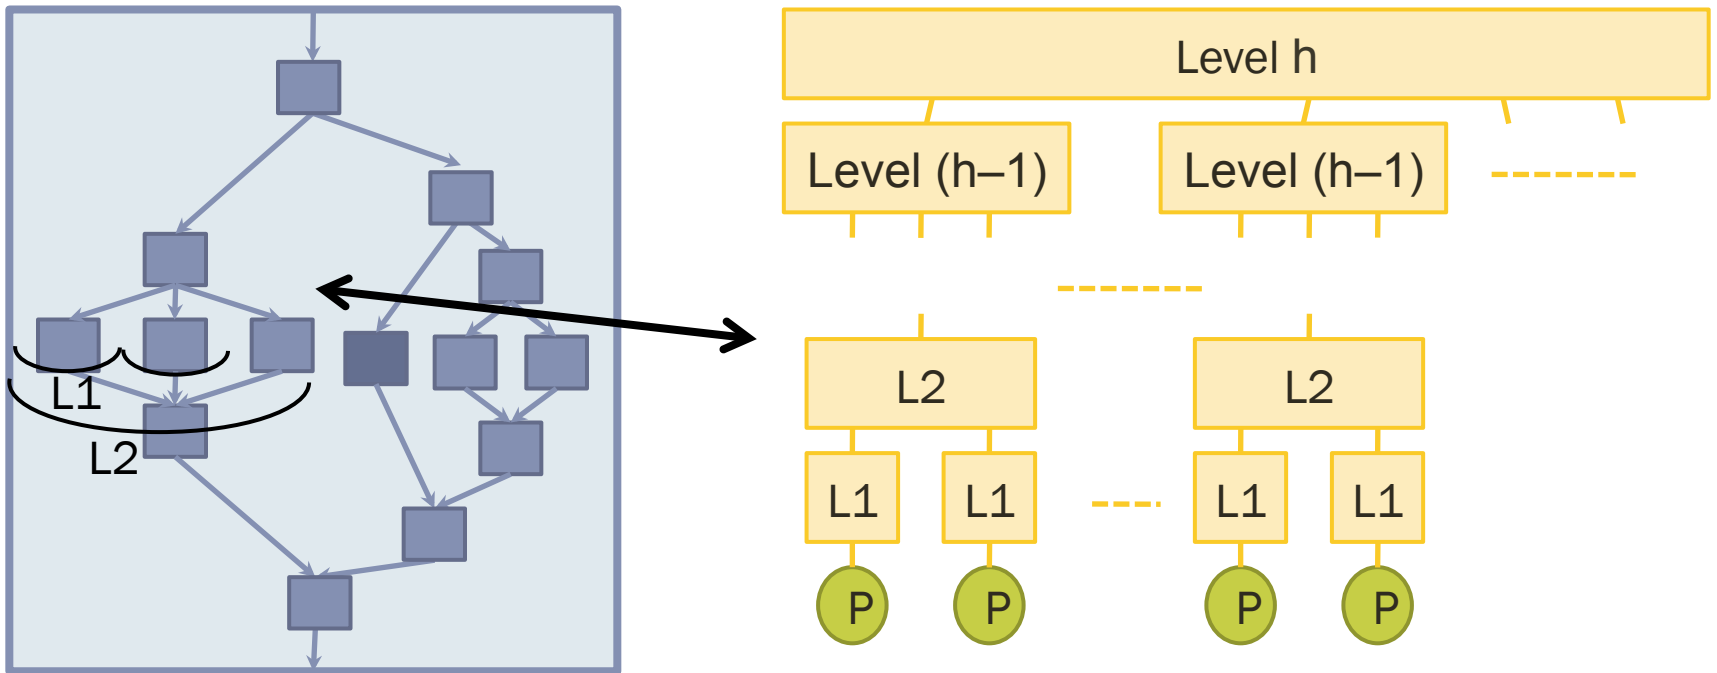 Level h
Level (h–1) Level (h–1)
L1
L2
L2 L2
L1 L1 L1 L1
P P P P